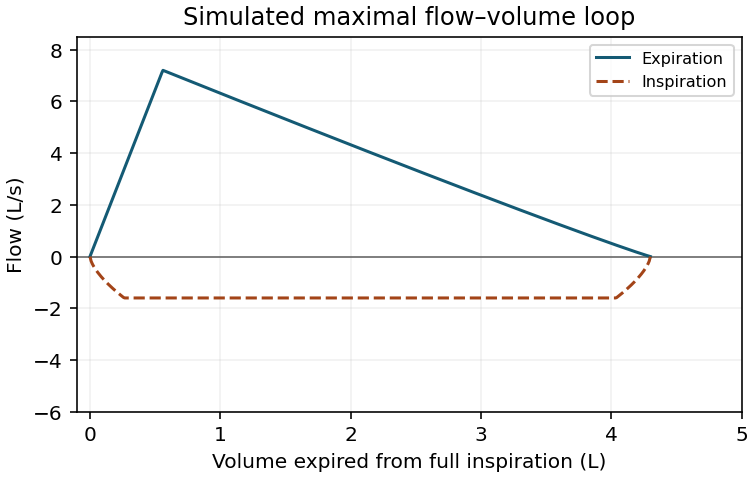 Simulated maximal flow–volume loop
Expiration
Inspiration
Flow (L/s)
8
6
4
2
0
−2
−4
−6
0 1 2 3 4 5
Volume expired from full inspiration (L)